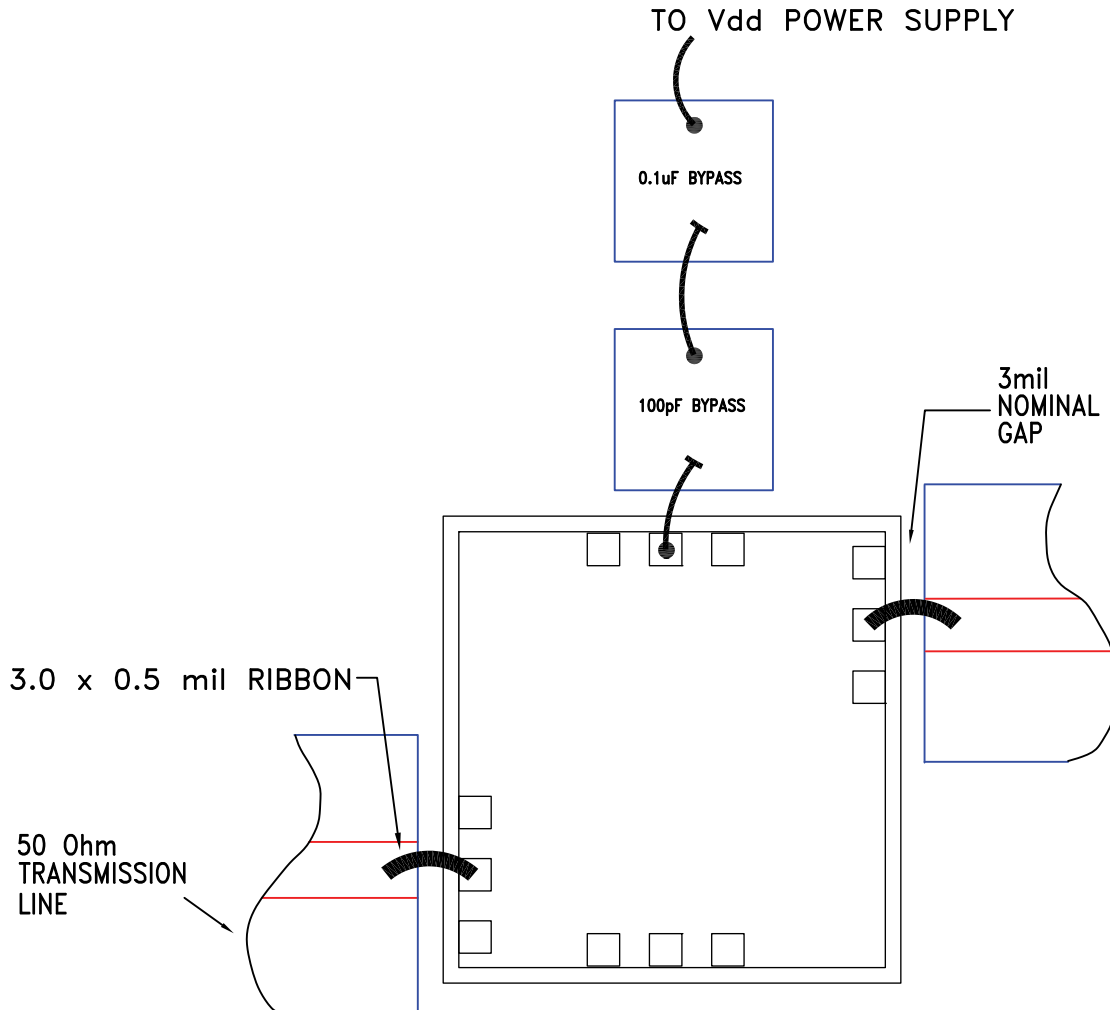 TO Vdd POWER SUPPLY
0.1uF BYPASS
100pF BYPASS
3mil
NOMINAL
GAP
3.0 x 0.5 mil RIBBON
50 Ohm
TRANSMISSION
LINE